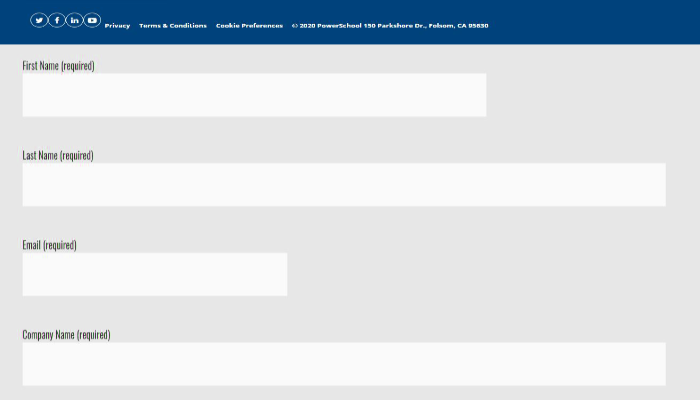 Privacy Terms & Conditions Cookie Preferences © 2020 PowerSchool 150 Parkshore Dr., Folsom, CA 95630
First Name (required)
Last Name (required)
Email (required)
Company Name (required)